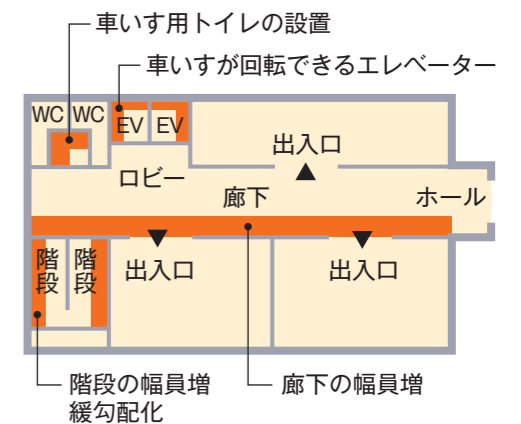 車いす用トイレの設置
車いすが回転できるエレベーター
WC WC
EV EV
出入口
ロビー
廊下
ホール
階段 階段
出入口
出入口
階段の幅員増
緩勾配化
廊下の幅員増